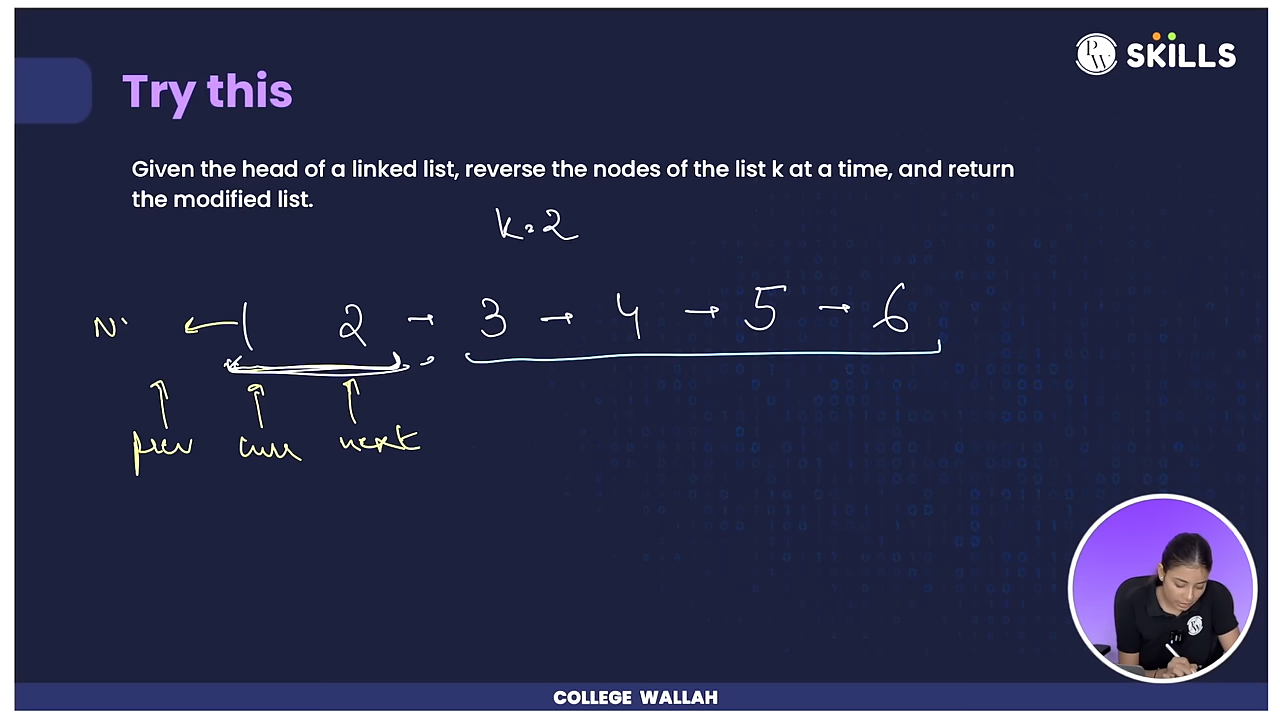 PW SKILLS
Try this
Given the head of a linked list, reverse the nodes of the list k at a time, and return
the modified list.
k=2
N 1 2 → 3 → 4 → 5 → 6
prev curr next
COLLEGE WALLAH